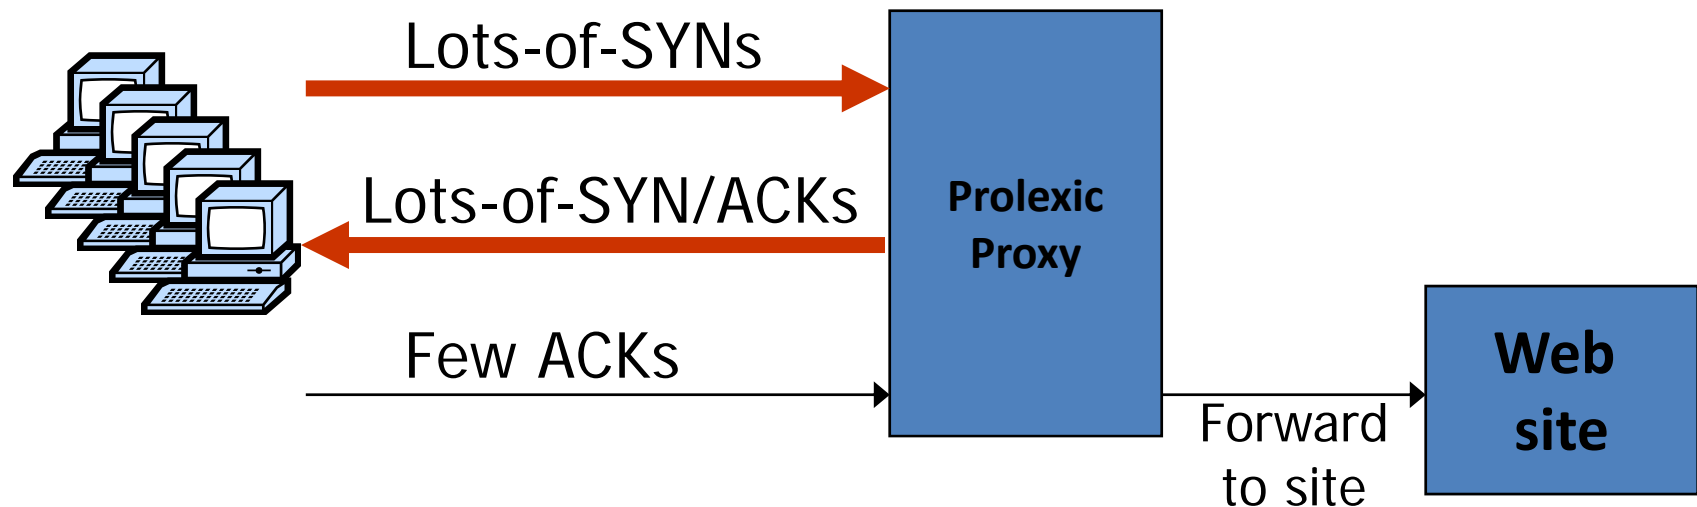 Lots-of-SYNs
Lots-of-SYN/ACKs
Few ACKs
Prolexic
Proxy
Forward
to site
Web
site